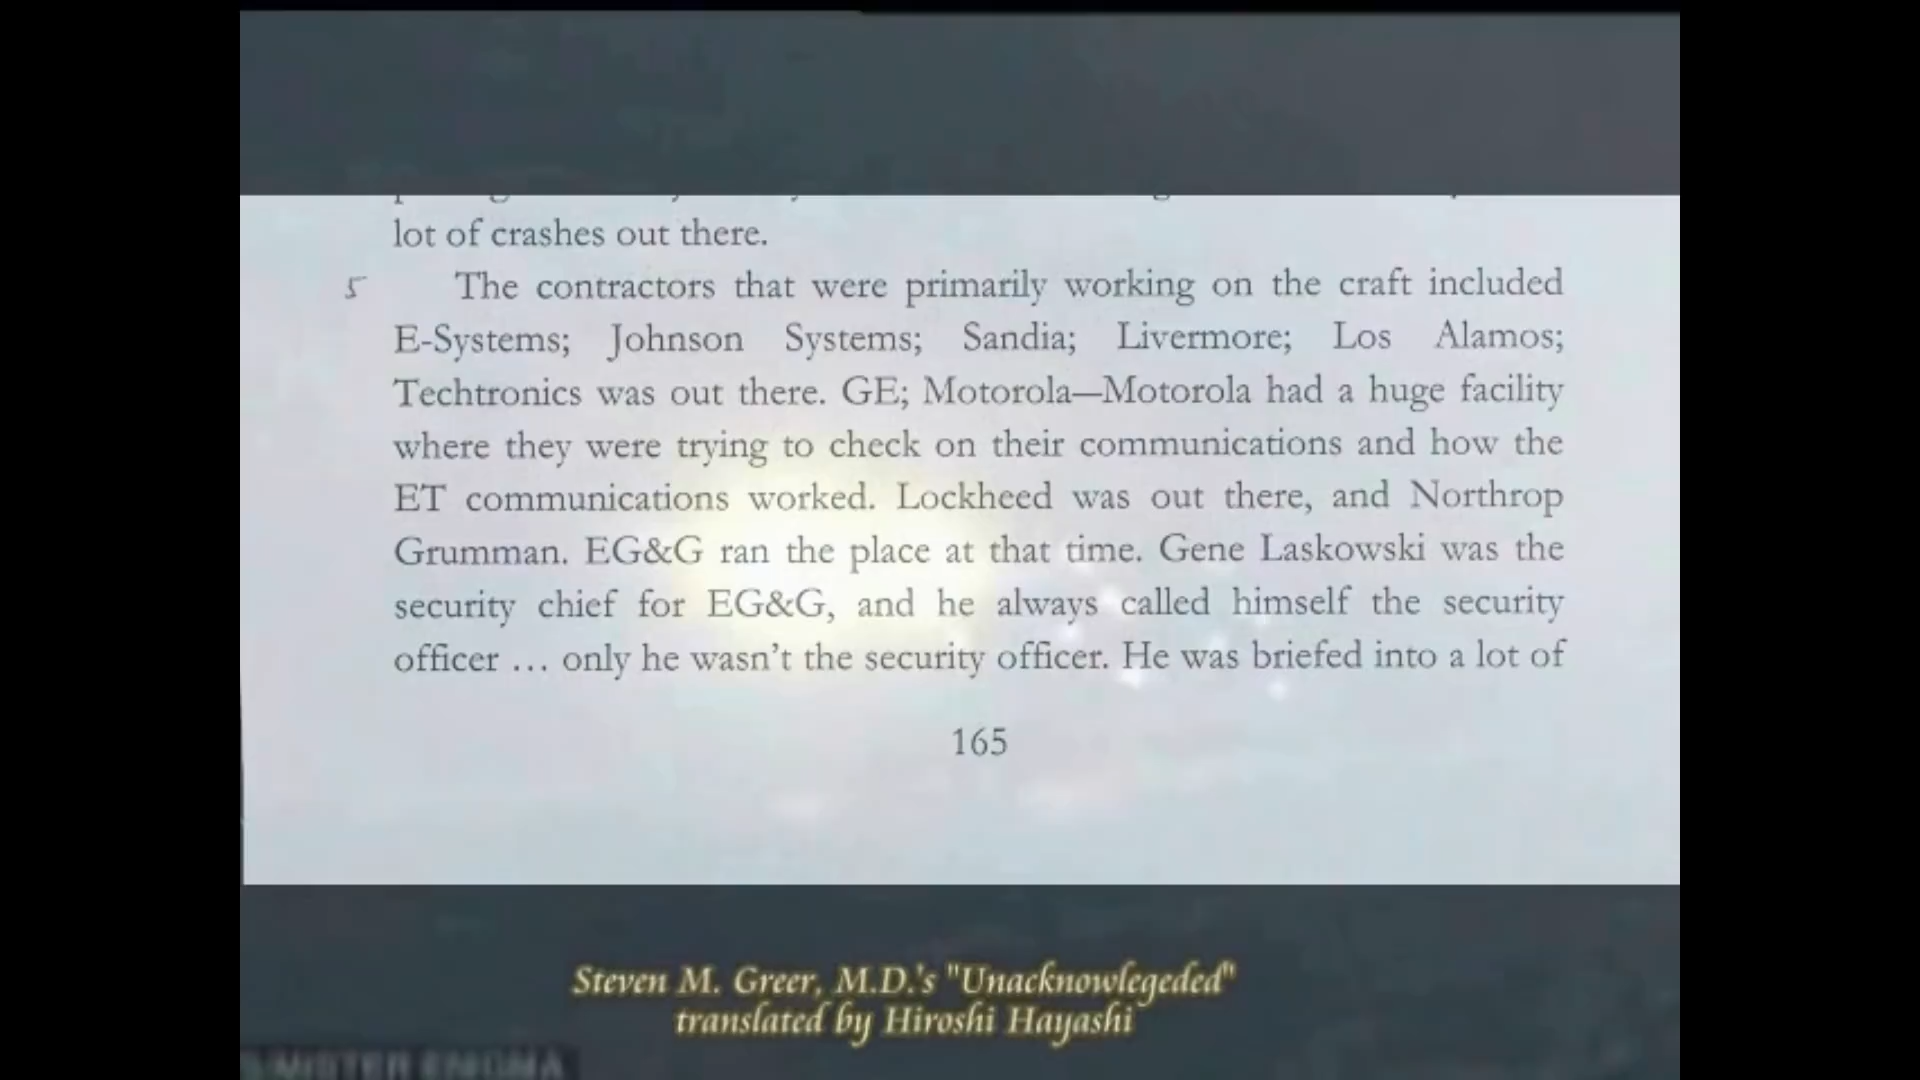 lot of crashes out there.
5 The contractors that were primarily working on the craft included
E-Systems; Johnson Systems; Sandia; Livermore; Los Alamos;
Techtronics was out there. GE; Motorola—Motorola had a huge facility
where they were trying to check on their communications and how the
ET communications worked. Lockheed was out there, and Northrop
Grumman. EG&G ran the place at that time. Gene Laskowski was the
security chief for EG&G, and he always called himself the security
officer … only he wasn't the security officer. He was briefed into a lot of
165
Steven M. Greer, M.D.'s "Unacknowlegeded"
translated by Hiroshi Hayashi
MISTER ENIGMA